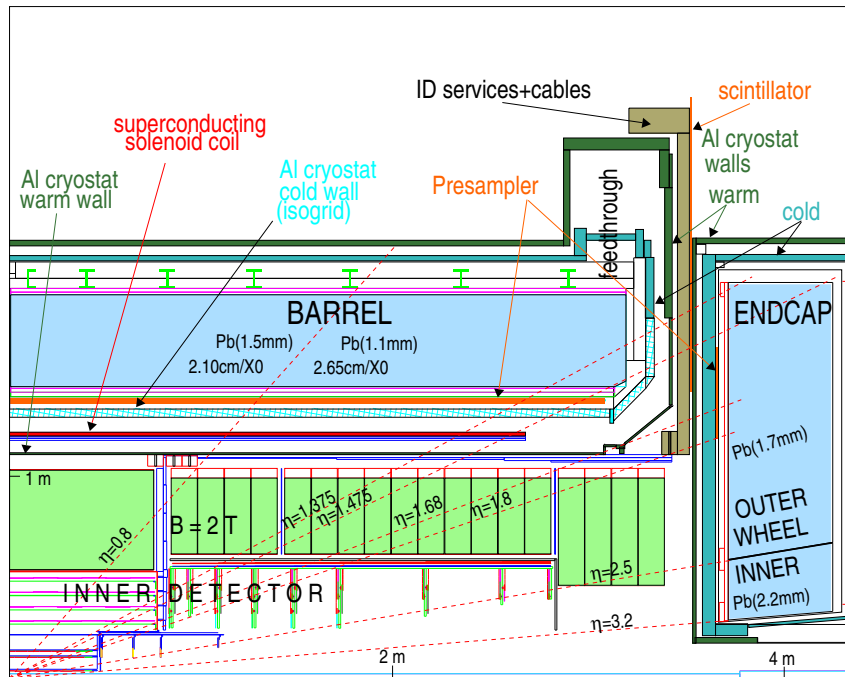 ID services+cables
scintillator
superconducting
solenoid coil
Al cryostat
walls
Al cryostat
warm wall
Al cryostat
cold wall
(isogrid)
Presampler
warm
cold
feedthrough
BARREL
ENDCAP
Pb(1.5mm)
Pb(1.1mm)
2.10cm/X0
2.65cm/X0
Pb(1.7mm)
1 m
η=1.375
η=1.475
η=1.68
η=1.8
B = 2 T
η=0.8
OUTER
WHEEL
η=2.5
INNER
Pb(2.2mm)
INNER DETECTOR
η=3.2
2 m
4 m